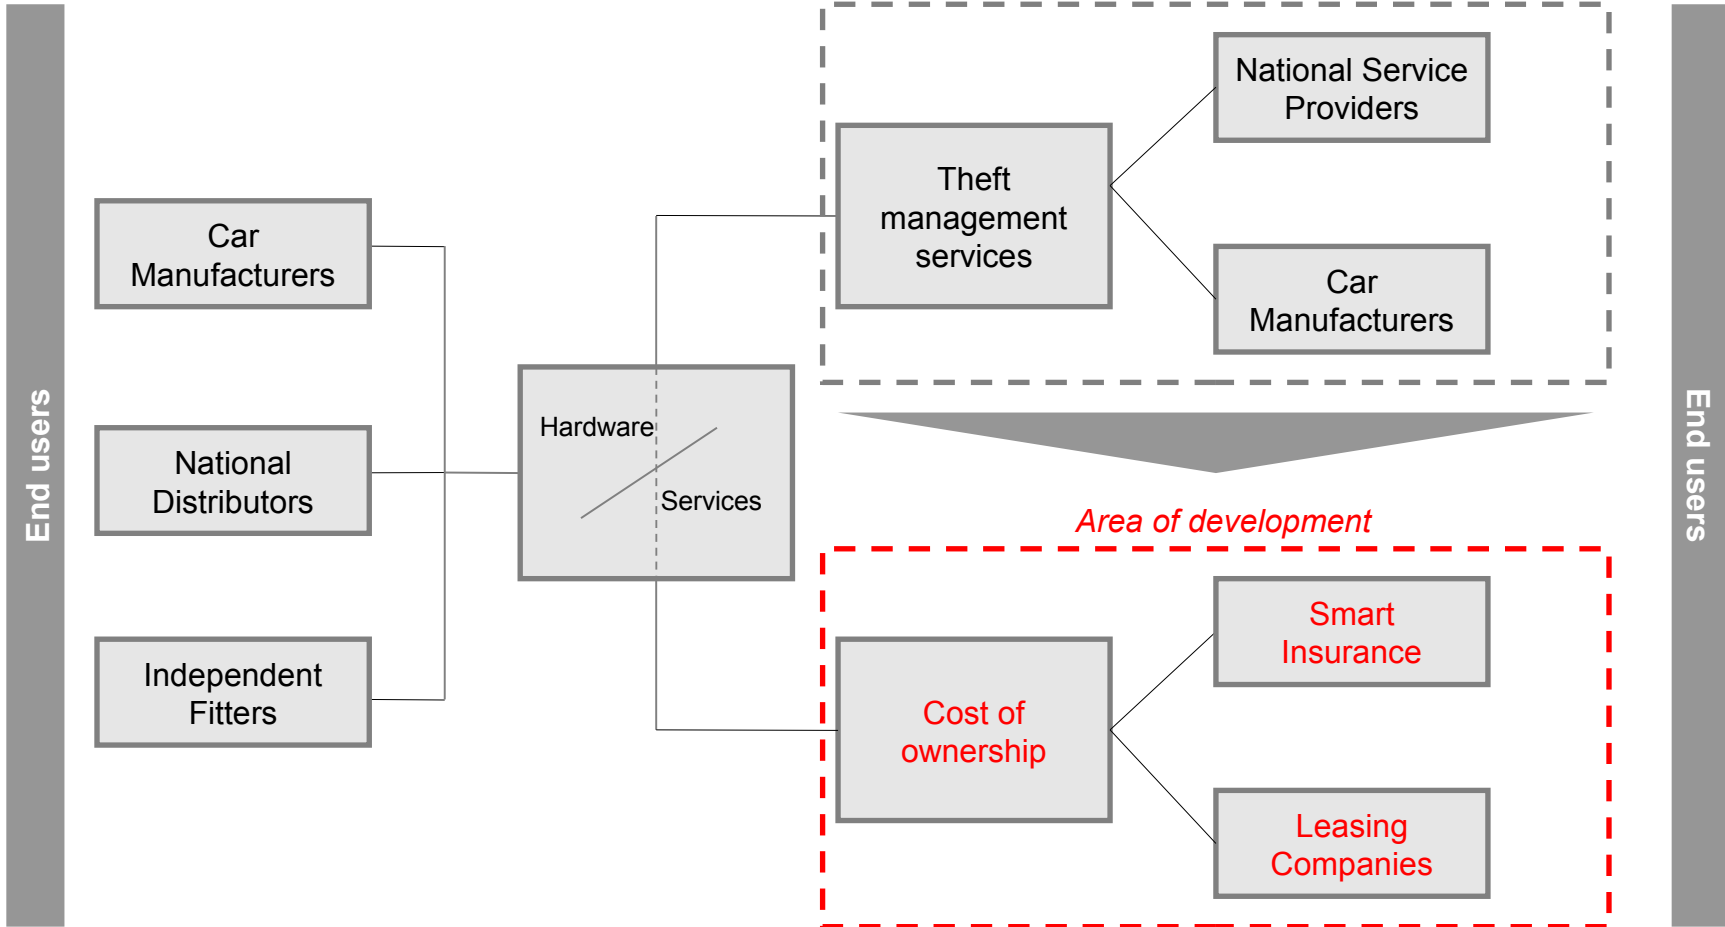 End users
Car
Manufacturers
National
Distributors
Independent
Fitters
Hardware
Services
Theft
management
services
National Service
Providers
Car
Manufacturers
Area of development
Cost of
ownership
Smart
Insurance
Leasing
Companies
End users